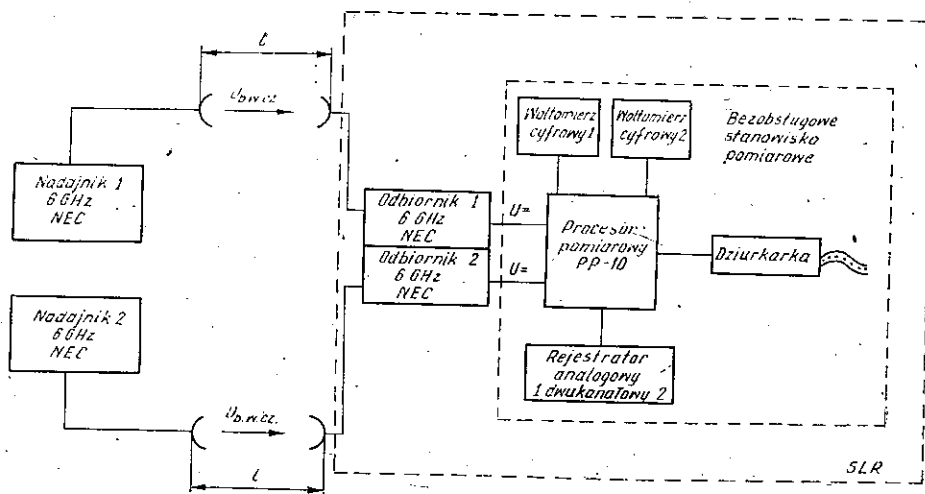 l
U b.w.cz.
Nadajnik 1
6 GHz
NEC
Nadajnik 2
6 GHz
NEC
U b.w.cz.
l
Odbiornik 1
6 GHz
NEC
Odbiornik 2
6 GHz
NEC
U=
U=
Woltomierz
cyfrowy 1
Woltomierz
cyfrowy 2
Bezobsługowe
stanowisko
pomiarowe
Procesor
pomiarowy
PP-10
Dziurkarka
Rejestrator
analogowy
1 dwukanałowy 2
SLR